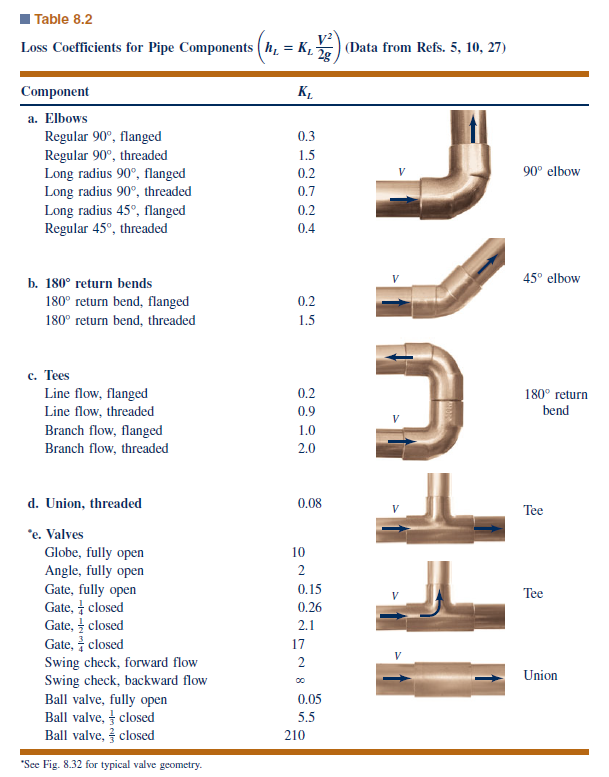 Table 8.2
Loss Coefficients for Pipe Components (h_L = K_L V²/2g) (Data from Refs. 5, 10, 27)
Component K_L
a. Elbows
Regular 90°, flanged 0.3
Regular 90°, threaded 1.5
Long radius 90°, flanged 0.2
Long radius 90°, threaded 0.7
Long radius 45°, flanged 0.2
Regular 45°, threaded 0.4
V
90° elbow
b. 180° return bends
180° return bend, flanged 0.2
180° return bend, threaded 1.5
V
45° elbow
c. Tees
Line flow, flanged 0.2
Line flow, threaded 0.9
Branch flow, flanged 1.0
Branch flow, threaded 2.0
V
180° return
bend
d. Union, threaded 0.08
V
Tee
*e. Valves
Globe, fully open 10
Angle, fully open 2
Gate, fully open 0.15
Gate, 1/4 closed 0.26
Gate, 1/2 closed 2.1
Gate, 3/4 closed 17
Swing check, forward flow 2
Swing check, backward flow ∞
Ball valve, fully open 0.05
Ball valve, 1/3 closed 5.5
Ball valve, 2/3 closed 210
V
Tee
V
Union
*See Fig. 8.32 for typical valve geometry.